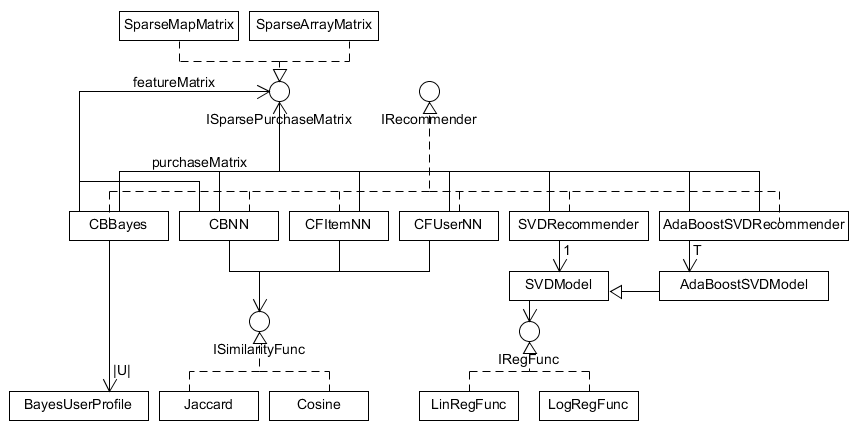 SparseMapMatrix
SparseArrayMatrix
featureMatrix
ISparsePurchaseMatrix
IRecommender
purchaseMatrix
CBBayes
CBNN
CFItemNN
CFUserNN
SVDRecommender
AdaBoostSVDRecommender
1
T
SVDModel
AdaBoostSVDModel
ISimilarityFunc
IRegFunc
|U|
BayesUserProfile
Jaccard
Cosine
LinRegFunc
LogRegFunc